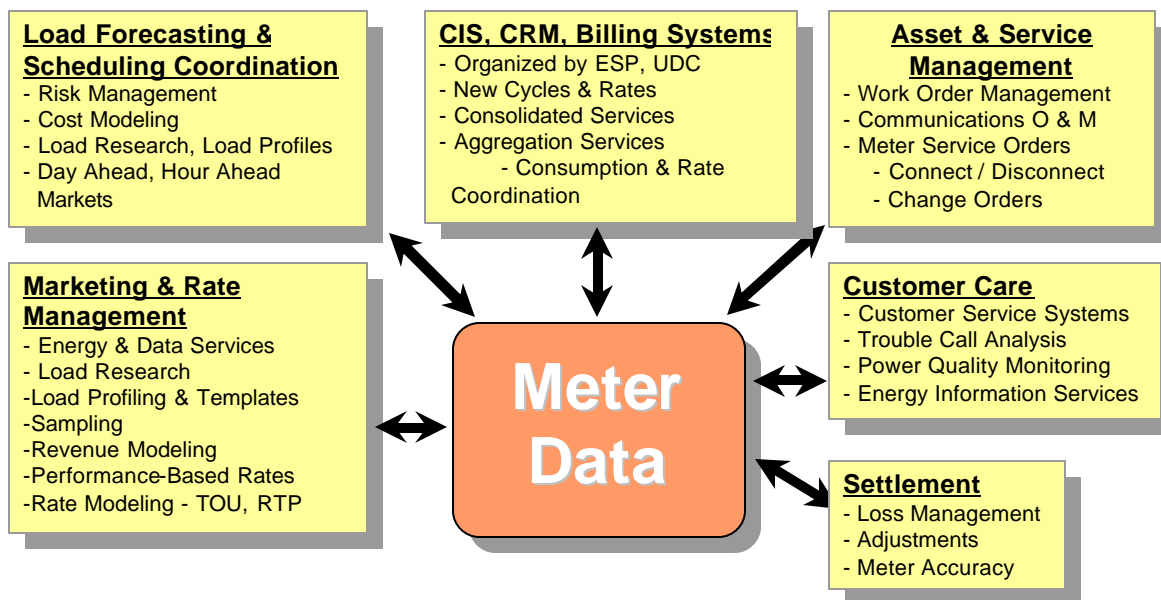 Load Forecasting &
Scheduling Coordination
- Risk Management
- Cost Modeling
- Load Research, Load Profiles
- Day Ahead, Hour Ahead
Markets
CIS, CRM, Billing Systems
- Organized by ESP, UDC
- New Cycles & Rates
- Consolidated Services
- Aggregation Services
- Consumption & Rate
Coordination
Asset & Service
Management
- Work Order Management
- Communications O & M
- Meter Service Orders
- Connect / Disconnect
- Change Orders
Marketing & Rate
Management
- Energy & Data Services
- Load Research
-Load Profiling & Templates
-Sampling
-Revenue Modeling
-Performance-Based Rates
-Rate Modeling - TOU, RTP
Meter
Data
Customer Care
- Customer Service Systems
- Trouble Call Analysis
- Power Quality Monitoring
- Energy Information Services
Settlement
- Loss Management
- Adjustments
- Meter Accuracy